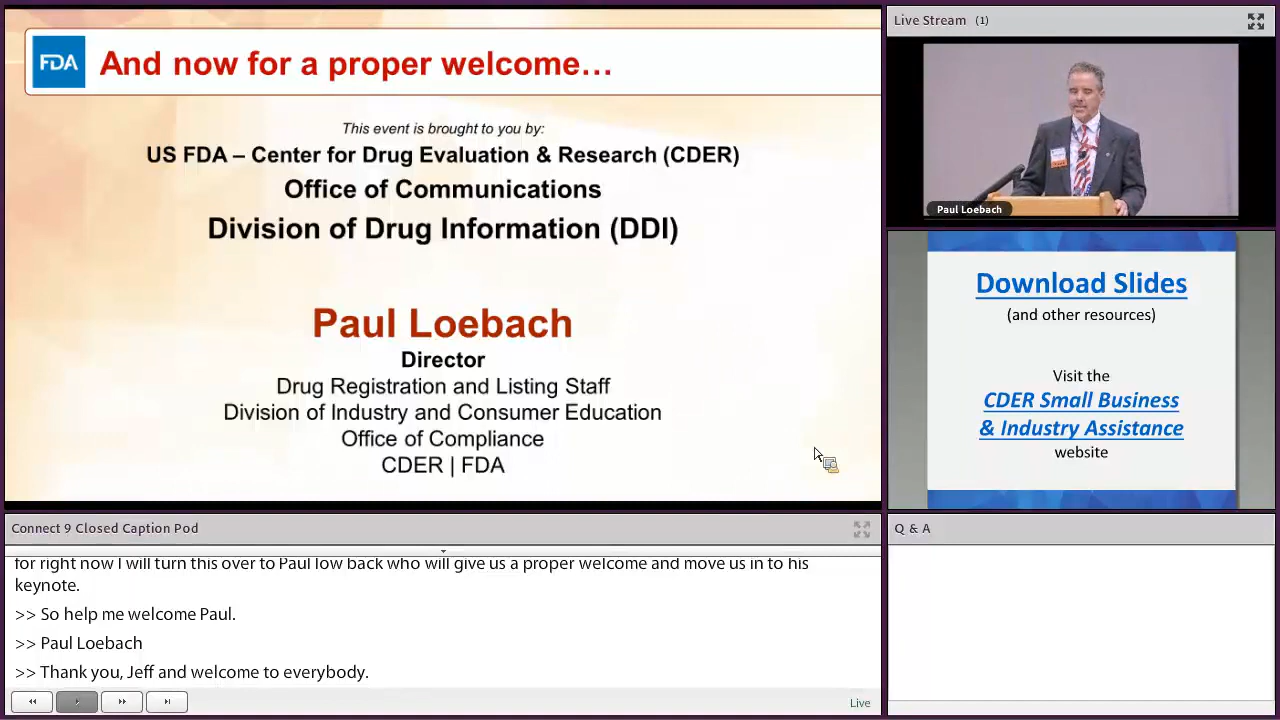 FDA
And now for a proper welcome…
This event is brought to you by:
US FDA – Center for Drug Evaluation & Research (CDER)
Office of Communications
Division of Drug Information (DDI)
Paul Loebach
Director
Drug Registration and Listing Staff
Division of Industry and Consumer Education
Office of Compliance
CDER | FDA
Live Stream (1)
Paul Loebach
Download Slides
(and other resources)
Visit the
CDER Small Business
& Industry Assistance
website
Connect 9 Closed Caption Pod
for right now I will turn this over to Paul low back who will give us a proper welcome and move us in to his
keynote.
>> So help me welcome Paul.
>> Paul Loebach
>> Thank you, Jeff and welcome to everybody.
Live
Q & A